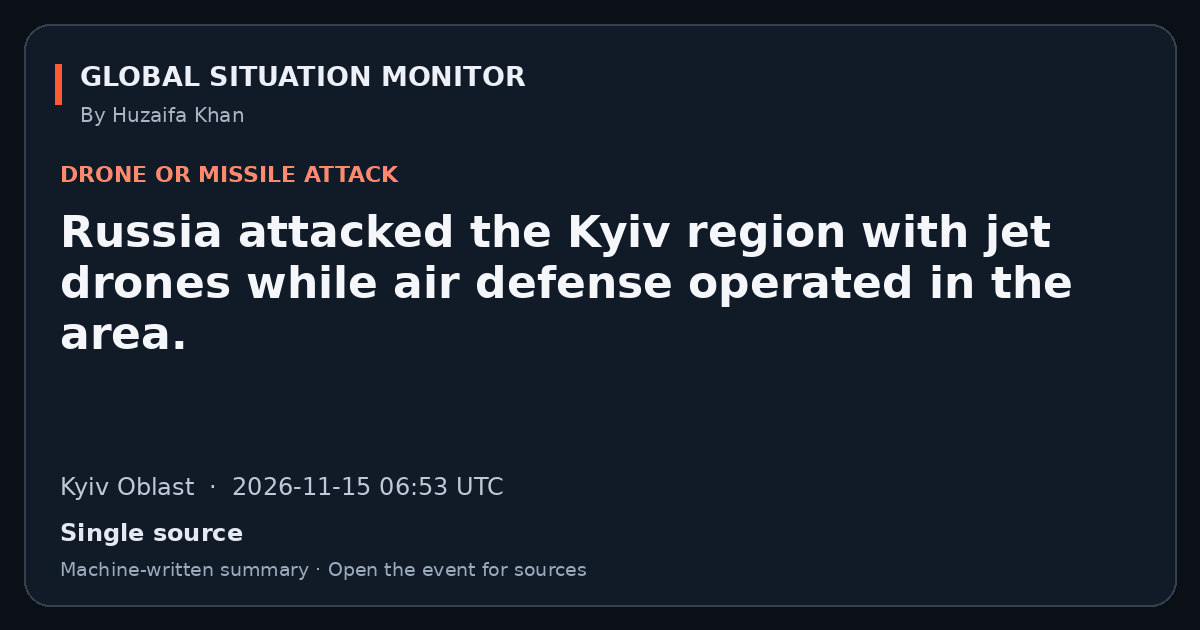 GLOBAL SITUATION MONITOR
By Huzaifa Khan
DRONE OR MISSILE ATTACK
Russia attacked the Kyiv region with jet
drones while air defense operated in the
area.
Kyiv Oblast · 2026-11-15 06:53 UTC
Single source
Machine-written summary · Open the event for sources